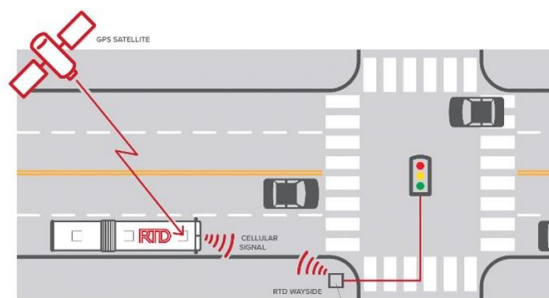 GPS SATELLITE
RTD
CELLULAR
SIGNAL
RTD WAYSIDE